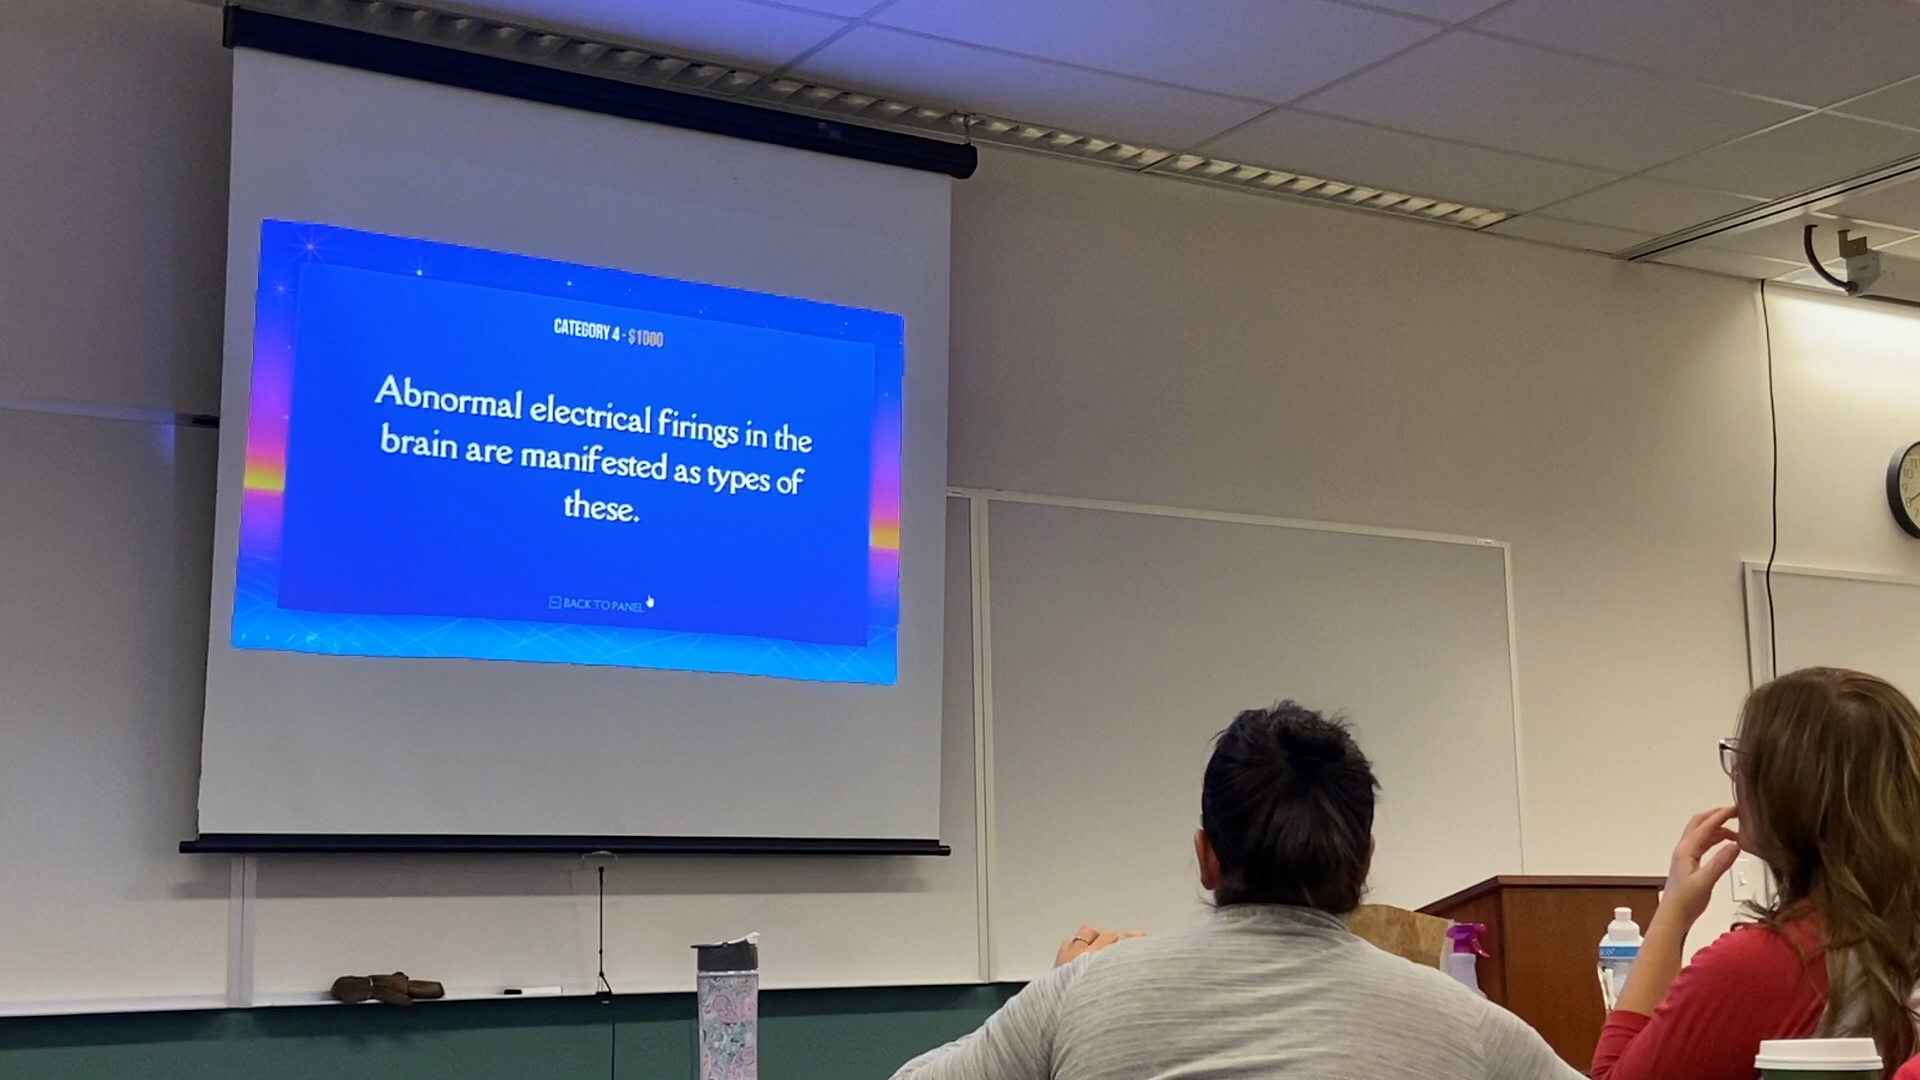 CATEGORY 4 - $1000
Abnormal electrical firings in the
brain are manifested as types of
these.
BACK TO PANEL